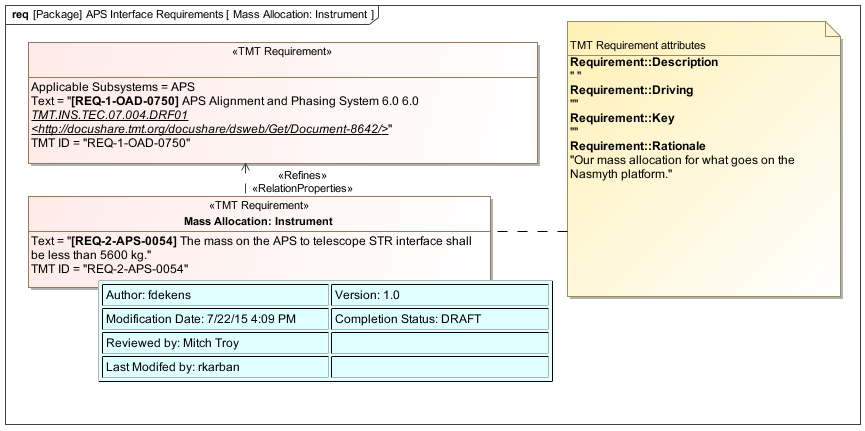 req [Package] APS Interface Requirements [ Mass Allocation: Instrument ]
«TMT Requirement»
Applicable Subsystems = APS
Text = "[REQ-1-OAD-0750] APS Alignment and Phasing System 6.0 6.0
TMT.INS.TEC.07.004.DRF01
<http://docushare.tmt.org/docushare/dsweb/Get/Document-8642/>"
TMT ID = "REQ-1-OAD-0750"
«Refines»
«RelationProperties»
«TMT Requirement»
Mass Allocation: Instrument
Text = "[REQ-2-APS-0054] The mass on the APS to telescope STR interface shall
be less than 5600 kg."
TMT ID = "REQ-2-APS-0054"
TMT Requirement attributes
Requirement::Description
" "
Requirement::Driving
""
Requirement::Key
""
Requirement::Rationale
"Our mass allocation for what goes on the
Nasmyth platform."
Author: fdekens
Version: 1.0
Modification Date: 7/22/15 4:09 PM
Completion Status: DRAFT
Reviewed by: Mitch Troy
Last Modifed by: rkarban